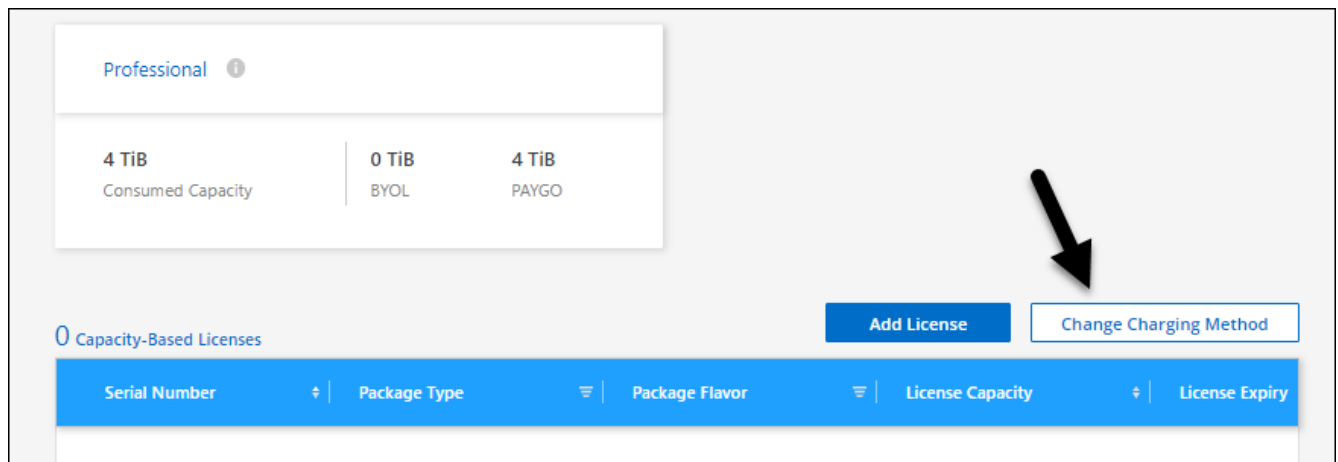 Professional
4 TiB 0 TiB 4 TiB
Consumed Capacity BYOL PAYGO
Add License Change Charging Method
0 Capacity-Based Licenses
Serial Number Package Type Package Flavor License Capacity License Expiry